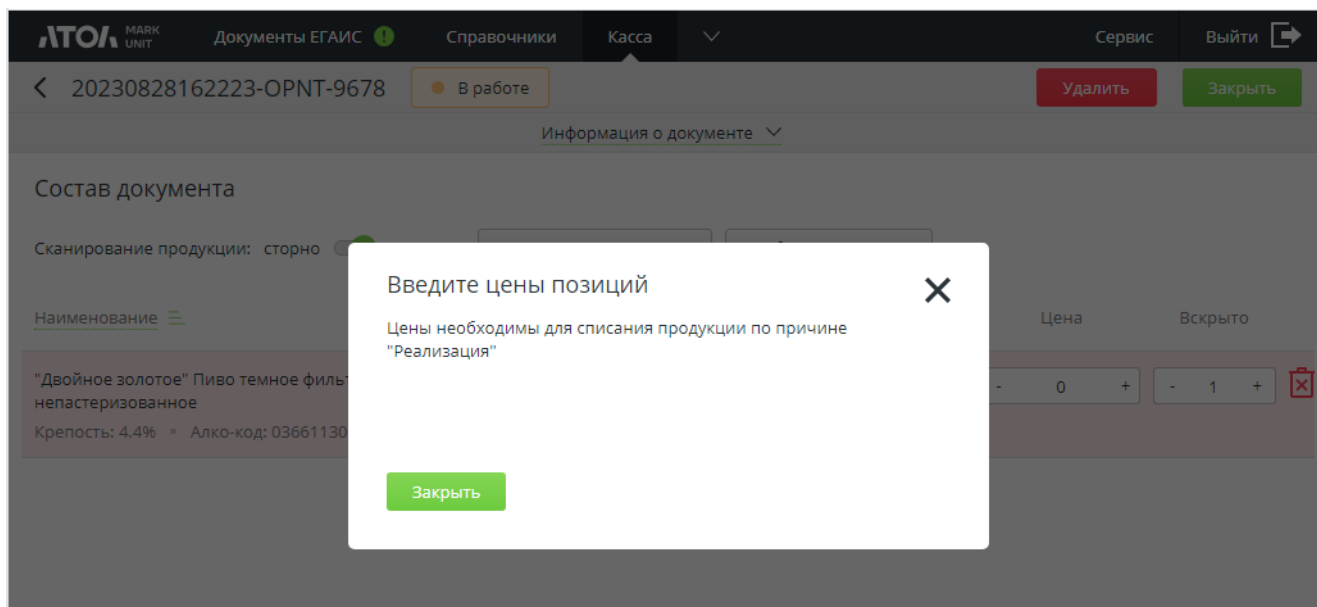 АТОЛ MARK UNIT Документы ЕГАИС ! Справочники Касса Сервис Выйти
20230828162223-OPNT-9678 В работе Удалить Закрыть
Информация о документе
Состав документа
Сканирование продукции: сторно
Введите цены позиций
Цены необходимы для списания продукции по причине
"Реализация"
Закрыть
Наименование Цена Вскрыто
"Двойное золотое" Пиво темное - 0 + - 1 +
непастеризованное
Крепость: 4.4% • Алко-код: 03661130